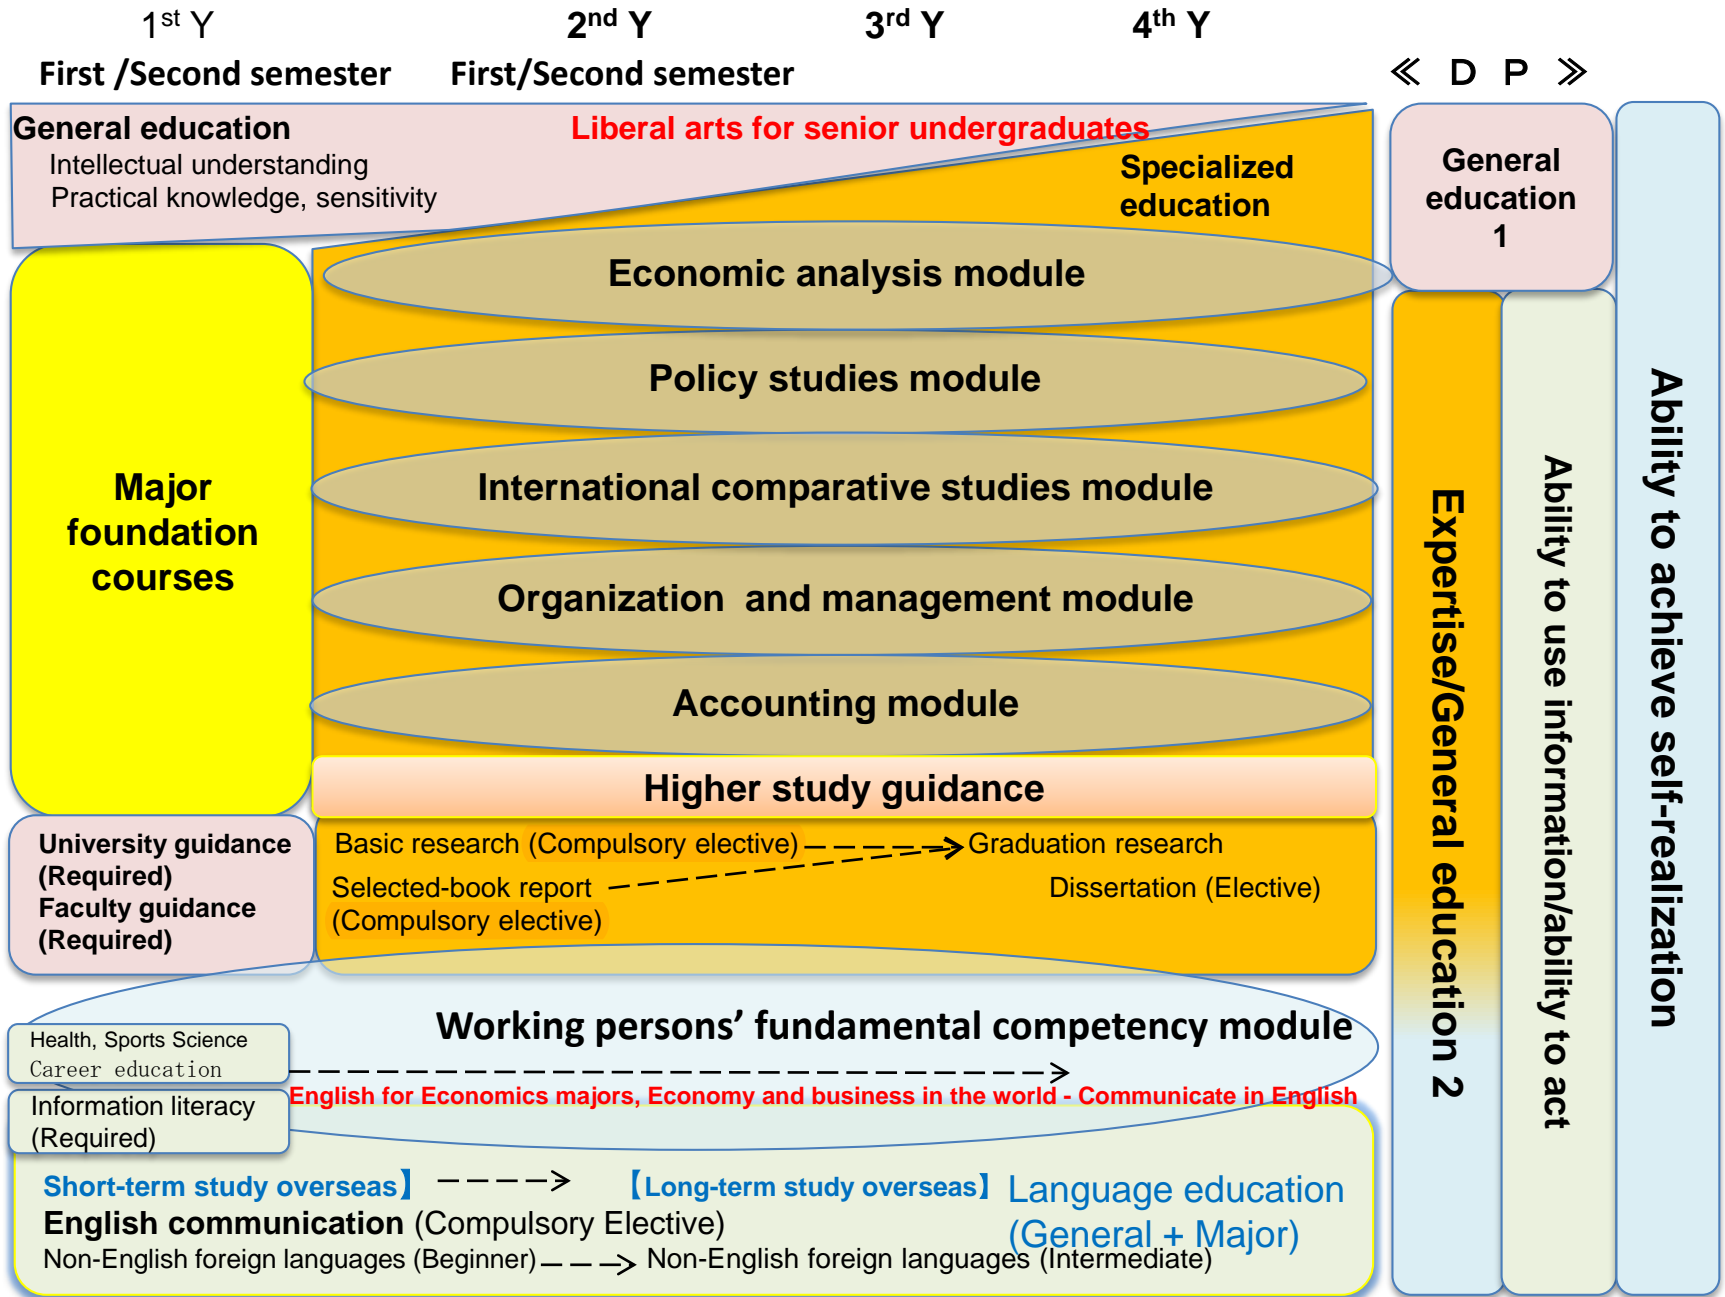 1st Y 2nd Y 3rd Y 4th Y
First /Second semester First/Second semester ≪ D P ≫
General education
Intellectual understanding
Practical knowledge, sensitivity
Liberal arts for senior undergraduates
Specialized
education
Economic analysis module
Policy studies module
International comparative studies module
Organization and management module
Accounting module
Major
foundation
courses
Higher study guidance
University guidance
(Required)
Faculty guidance
(Required)
Basic research (Compulsory elective)
Graduation research
Selected-book report
(Compulsory elective)
Dissertation (Elective)
Working persons’ fundamental competency module
Health, Sports Science
Career education
English for Economics majors, Economy and business in the world - Communicate in English
Information literacy
(Required)
Short-term study overseas】
【Long-term study overseas】
Language education
(General + Major)
English communication (Compulsory Elective)
Non-English foreign languages (Beginner)
Non-English foreign languages (Intermediate)
General
education
1
Expertise/General education 2
Ability to use information/ability to act
Ability to achieve self-realization